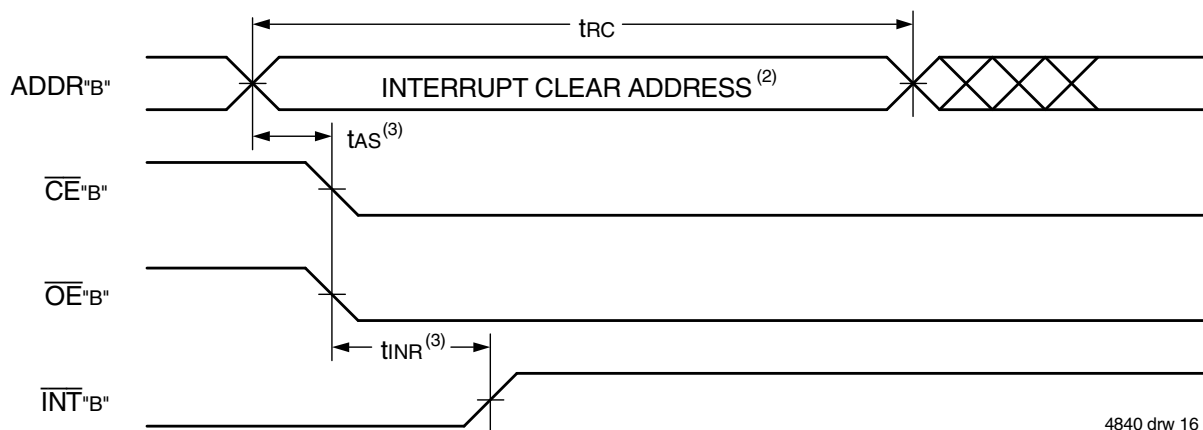 tRC
ADDR"B"
INTERRUPT CLEAR ADDRESS (2)
tAS(3)
CE"B"
OE"B"
tINR(3)
INT"B"
4840 drw 16